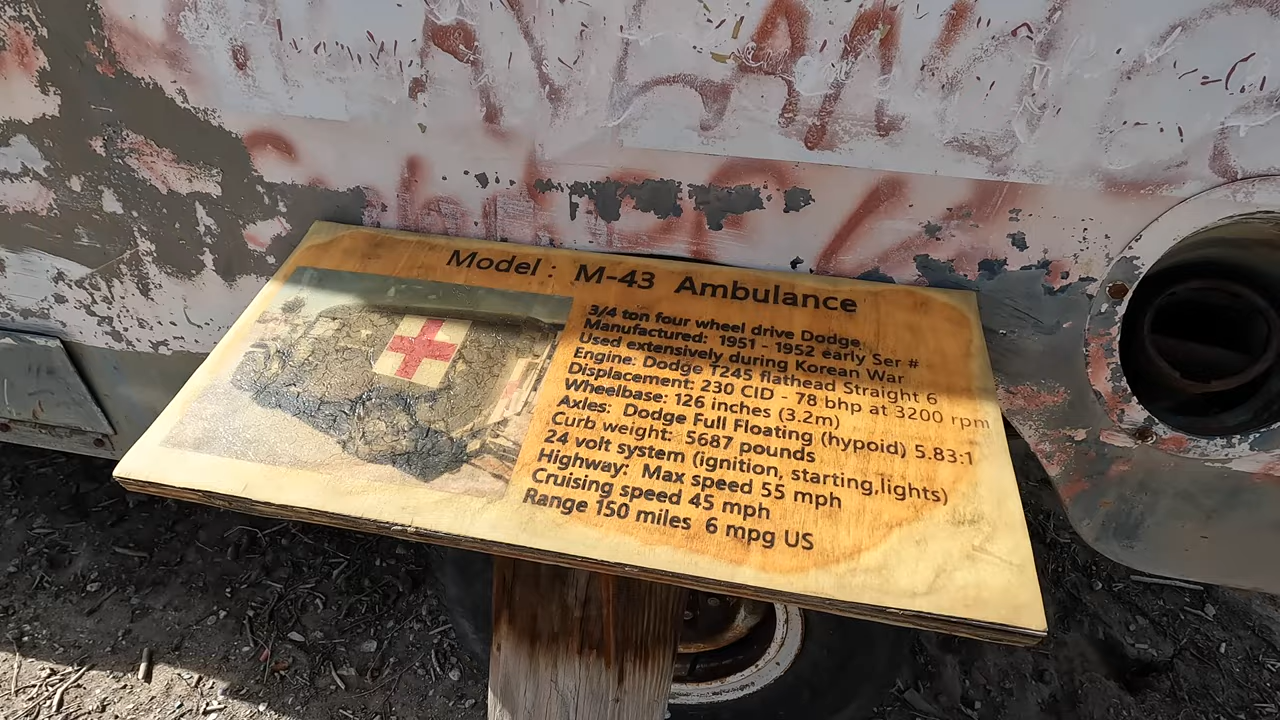 Model : M-43 Ambulance
3/4 ton four wheel drive Dodge
Manufactured: 1951 - 1952 early Ser #
Used extensively during Korean War
Engine: Dodge T245 flathead Straight 6
Displacement: 230 CID - 78 bhp at 3200 rpm
Wheelbase: 126 inches (3.2m)
Axles: Dodge Full Floating (hypoid) 5.83:1
Curb weight: 5687 pounds
24 volt system (ignition, starting,lights)
Highway: Max speed 55 mph
Cruising speed 45 mph
Range 150 miles 6 mpg US